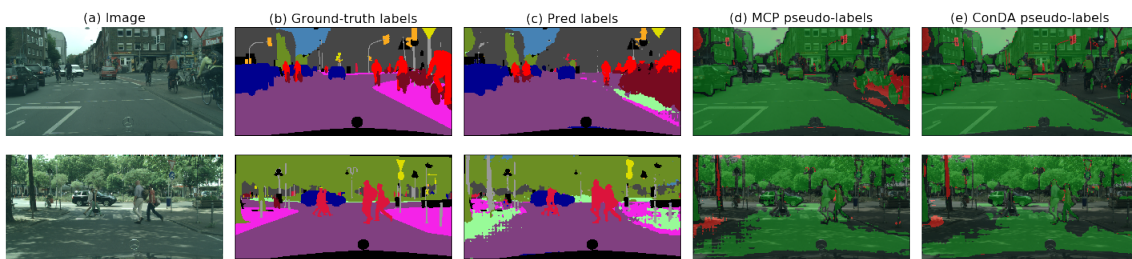 (a) Image
(b) Ground-truth labels
(c) Pred labels
(d) MCP pseudo-labels
(e) ConDA pseudo-labels